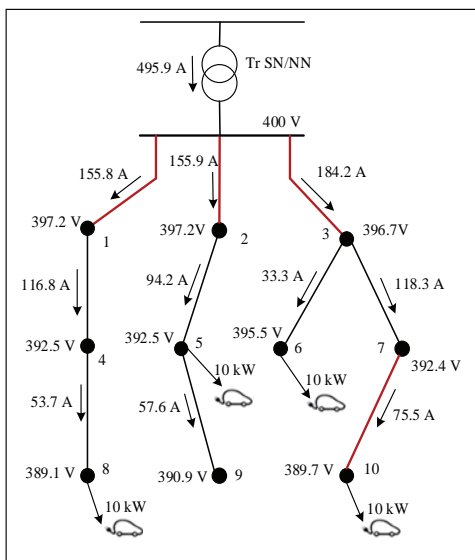 495.9 A
Tr SN/NN
400 V
155.8 A
155.9 A
184.2 A
397.2 V
1
397.2V
2
3
396.7V
116.8 A
94.2 A
33.3 A
118.3 A
392.5 V
4
392.5 V
5
395.5 V
6
7
392.4 V
10 kW
10 kW
53.7 A
57.6 A
75.5 A
389.1 V
8
390.9 V
9
389.7 V
10
10 kW
10 kW